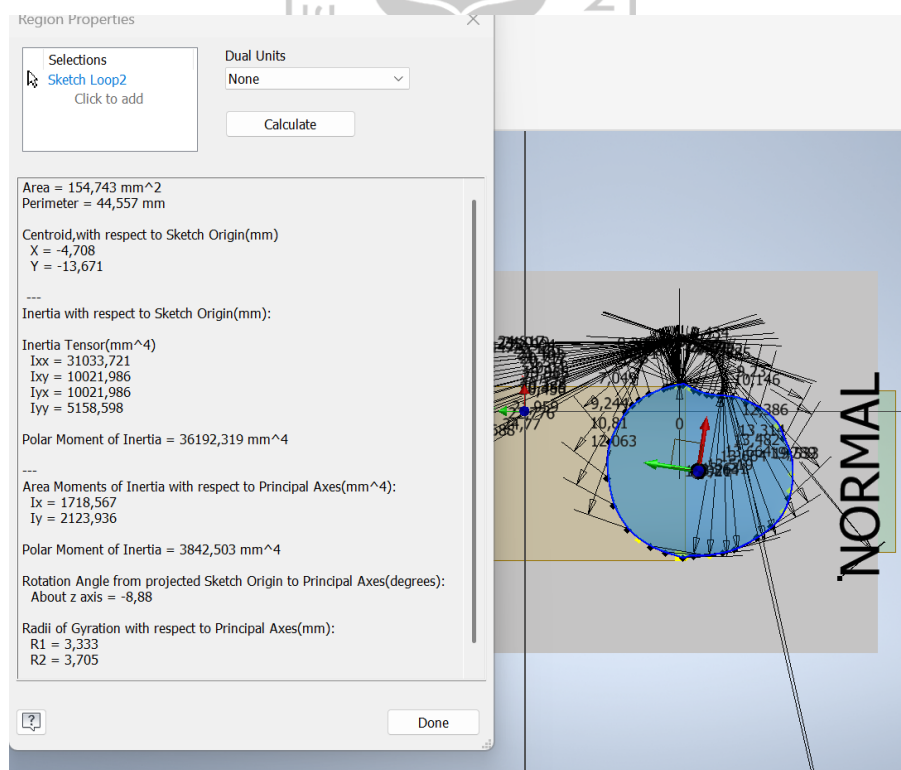 Region Properties
Selections
Sketch Loop2
Click to add
Dual Units
None
Calculate
Area = 154,743 mm^2
Perimeter = 44,557 mm
Centroid,with respect to Sketch Origin(mm)
X = -4,708
Y = -13,671
---
Inertia with respect to Sketch Origin(mm):
Inertia Tensor(mm^4)
Ixx = 31033,721
Ixy = 10021,986
Iyx = 10021,986
Iyy = 5158,598
Polar Moment of Inertia = 36192,319 mm^4
---
Area Moments of Inertia with respect to Principal Axes(mm^4):
Ix = 1718,567
Iy = 2123,936
Polar Moment of Inertia = 3842,503 mm^4
Rotation Angle from projected Sketch Origin to Principal Axes(degrees):
About z axis = -8,88
Radii of Gyration with respect to Principal Axes(mm):
R1 = 3,333
R2 = 3,705
?
Done
7,049
10,146
9,244
12,386
10,81
0
12,063
NORMAL